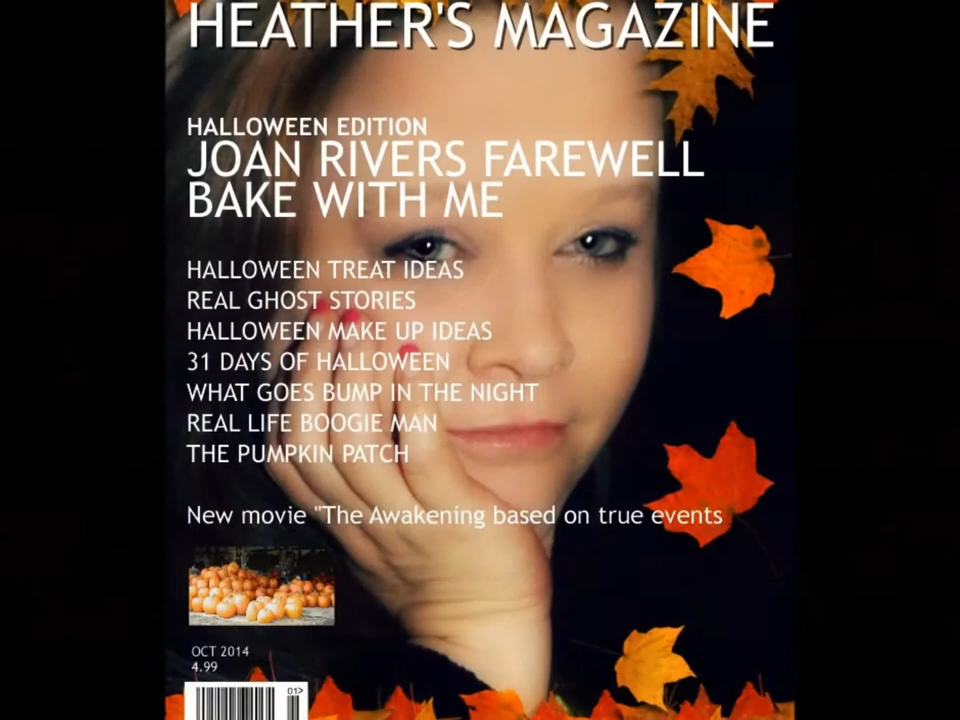 HEATHER'S MAGAZINE
HALLOWEEN EDITION
JOAN RIVERS FAREWELL
BAKE WITH ME
HALLOWEEN TREAT IDEAS
REAL GHOST STORIES
HALLOWEEN MAKE UP IDEAS
31 DAYS OF HALLOWEEN
WHAT GOES BUMP IN THE NIGHT
REAL LIFE BOOGIE MAN
THE PUMPKIN PATCH
New movie "The Awakening based on true events
OCT 2014
4.99
01>